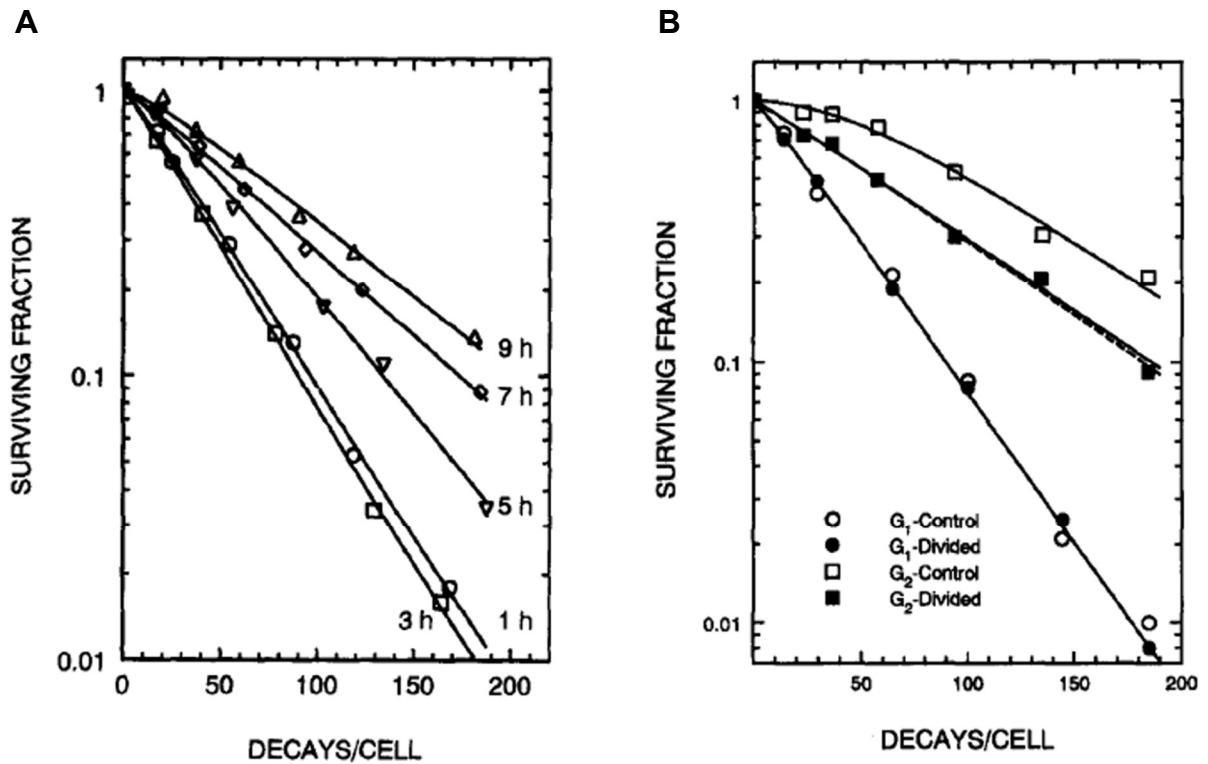 A
B
SURVIVING FRACTION
1
0.1
0.01
9 h
7 h
5 h
3 h
1 h
0
50
100
150
200
DECAYS/CELL
SURVIVING FRACTION
1
0.1
0.01
G1-Control
G1-Divided
G2-Control
G2-Divided
50
100
150
200
DECAYS/CELL